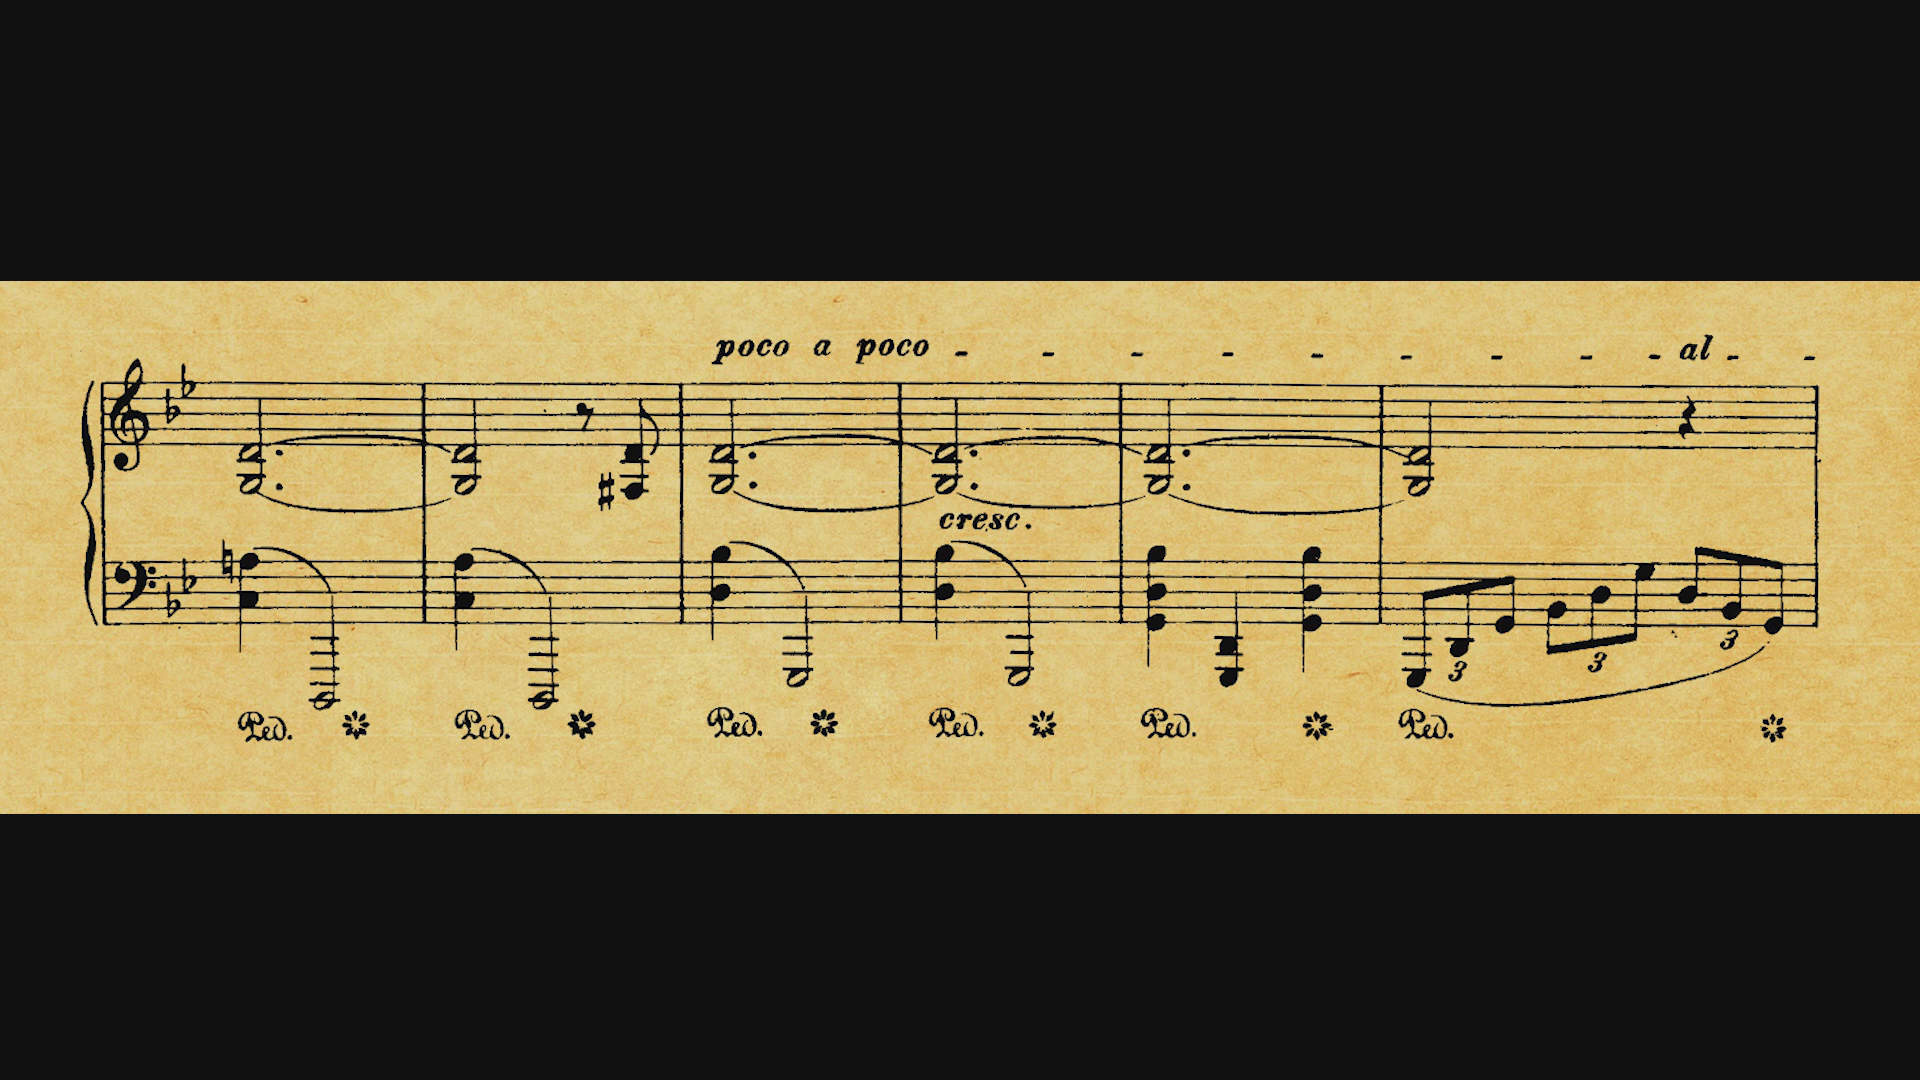 poco a poco - - - - - - - - - al - -
cresc.
3 3 3
Ped. * Ped. * Ped. * Ped. * Ped. * Ped. *